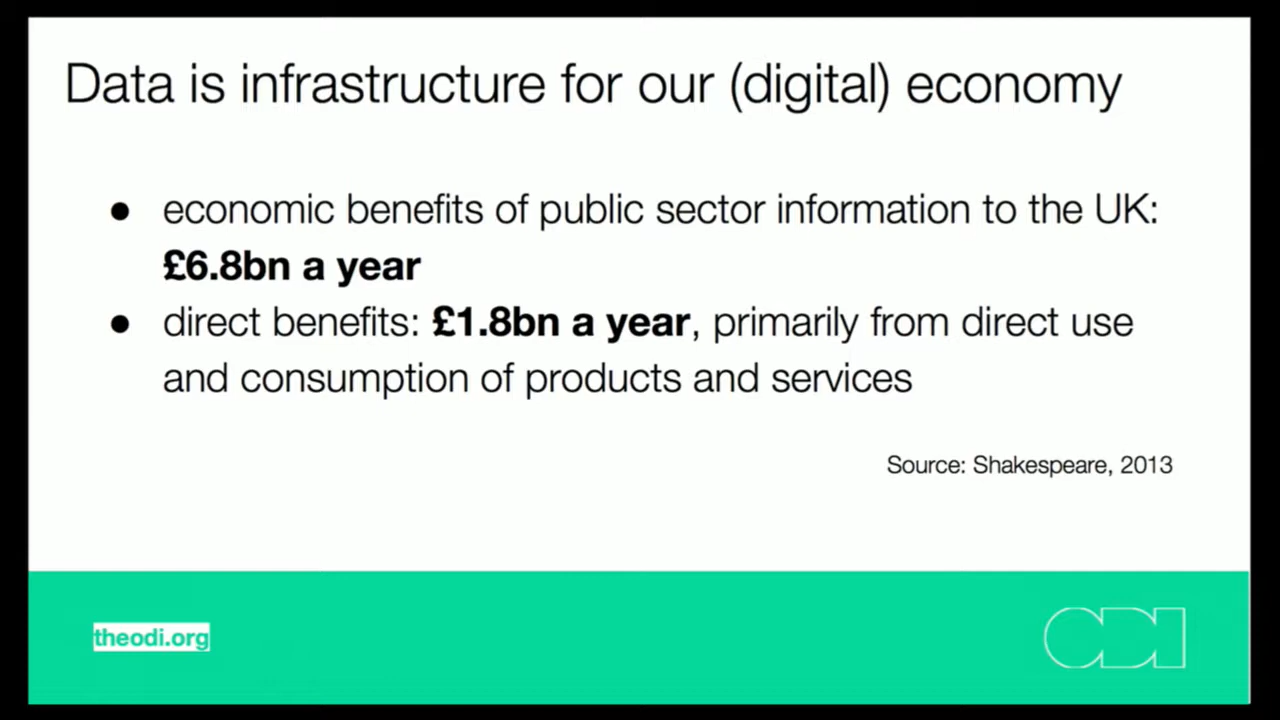 Data is infrastructure for our (digital) economy
● economic benefits of public sector information to the UK:
£6.8bn a year
● direct benefits: £1.8bn a year, primarily from direct use
and consumption of products and services
Source: Shakespeare, 2013
theodi.org
ODI